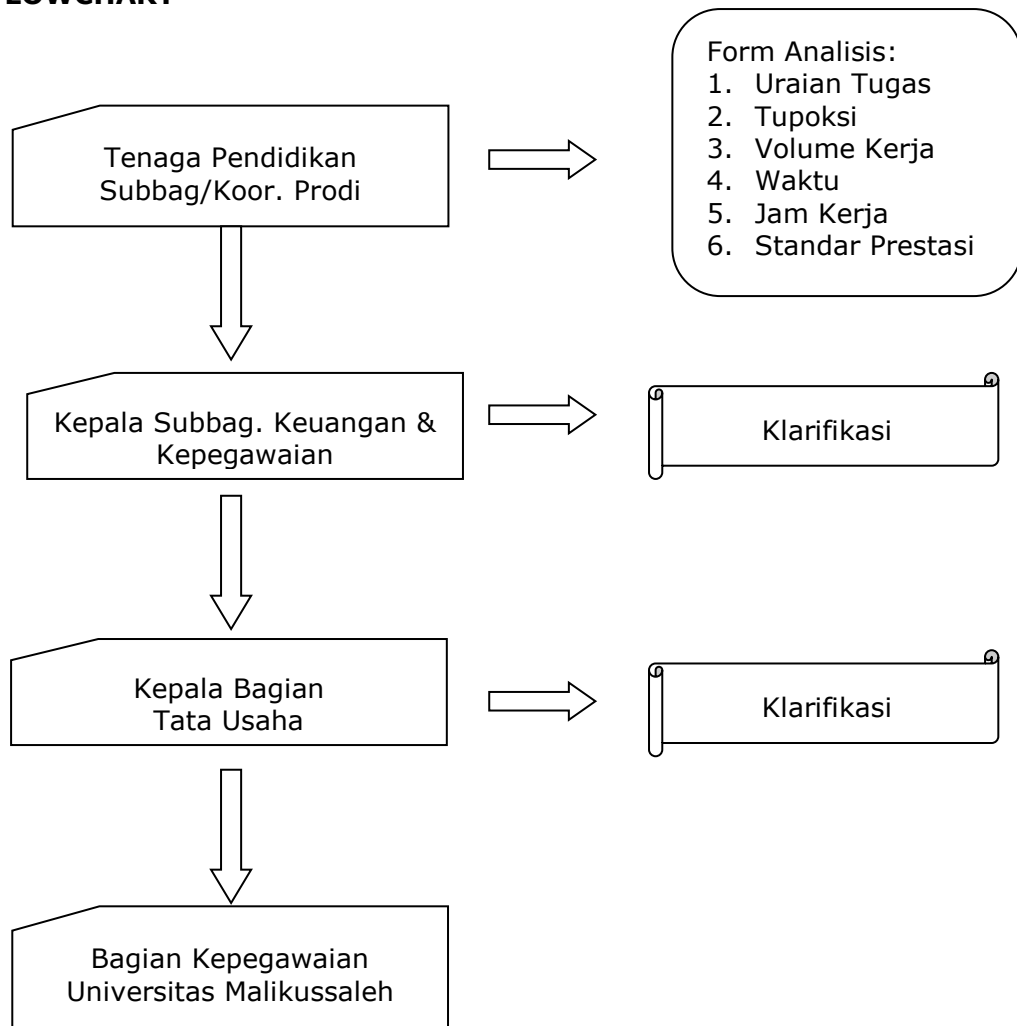 Form Analisis:
1. Uraian Tugas
2. Tupoksi
3. Volume Kerja
4. Waktu
5. Jam Kerja
6. Standar Prestasi
Tenaga Pendidikan
Subbag/Koor. Prodi
Kepala Subbag. Keuangan &
Kepegawaian
Klarifikasi
Kepala Bagian
Tata Usaha
Klarifikasi
Bagian Kepegawaian
Universitas Malikussaleh